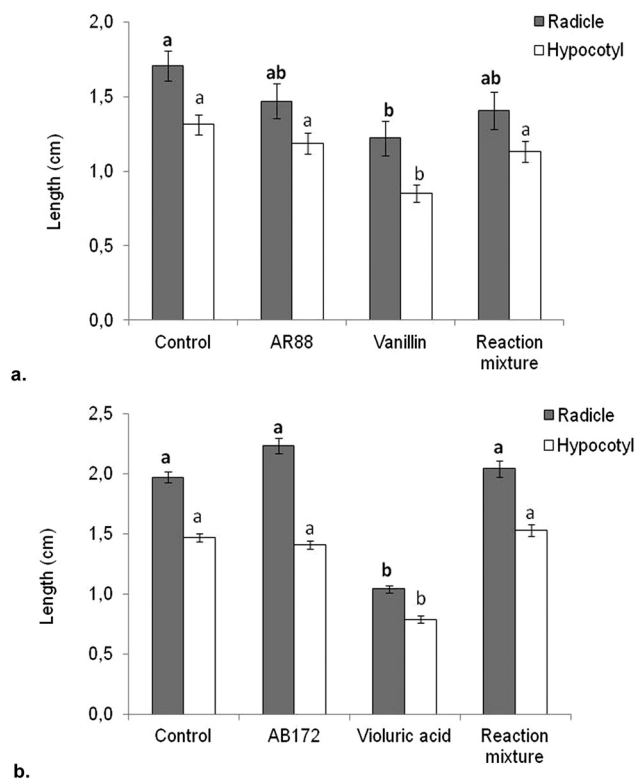 2,0
1,5
1,0
0,5
0,0
Length (cm)
Radicle
Hypocotyl
a
a
ab
a
b
b
ab
a
Control
AR88
Vanillin
Reaction
mixture
a.
2,5
2,0
1,5
1,0
0,5
0,0
Length (cm)
Radicle
Hypocotyl
a
a
a
a
b
b
a
a
Control
AB172
Violuric acid
Reaction
mixture
b.